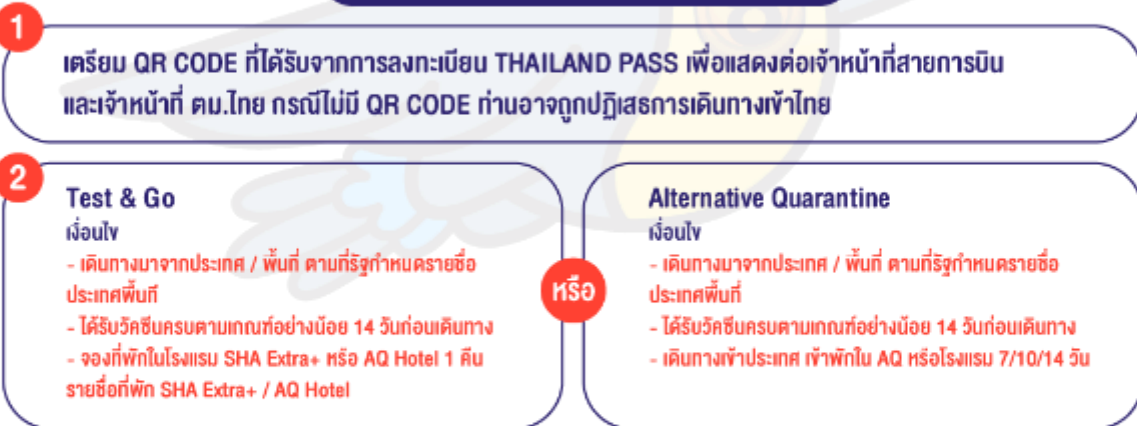 1
เตรียม QR CODE ที่ได้รับจากการลงทะเบียน THAILAND PASS เพื่อแสดงต่อเจ้าหน้าที่สายการบิน
และเจ้าหน้าที่ ตม.ไทย กรณีไม่มี QR CODE ท่านอาจถูกปฏิเสธการเดินทางเข้าไทย
2
Test & Go
เงื่อนไข
- เดินทางมาจากประเทศ / พื้นที่ ตามที่รัฐกำหนดรายชื่อ
ประเทศพื้นที่
- ได้รับวัคซีนครบตามเกณฑ์อย่างน้อย 14 วันก่อนเดินทาง
- จองที่พักในโรงแรม SHA Extra+ หรือ AQ Hotel 1 คืน
รายชื่อที่พัก SHA Extra+ / AQ Hotel
หรือ
Alternative Quarantine
เงื่อนไข
- เดินทางมาจากประเทศ / พื้นที่ ตามที่รัฐกำหนดรายชื่อ
ประเทศพื้นที่
- ได้รับวัคซีนครบตามเกณฑ์อย่างน้อย 14 วันก่อนเดินทาง
- เดินทางเข้าประเทศ เข้าพักใน AQ หรือโรงแรม 7/10/14 วัน